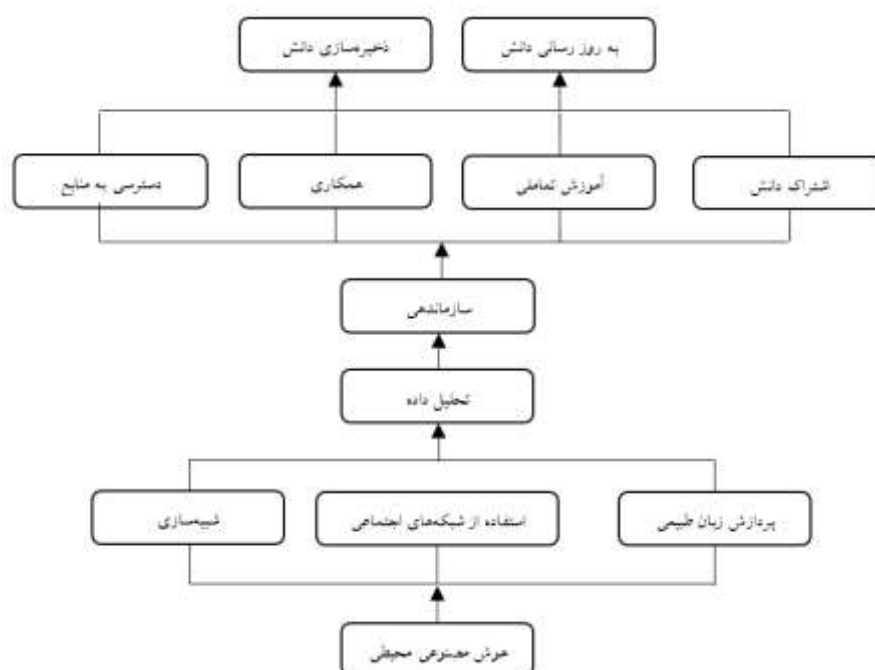 به روز رسانی دانش
ذخیره‌سازی دانش
اشتراک دانش
آموزش تعاملی
همکاری
دسترسی به منابع
سازماندهی
تحلیل داده
پردازش زبان طبیعی
استفاده از شبکه‌های اجتماعی
شبیه‌سازی
هوش مصنوعی محیطی